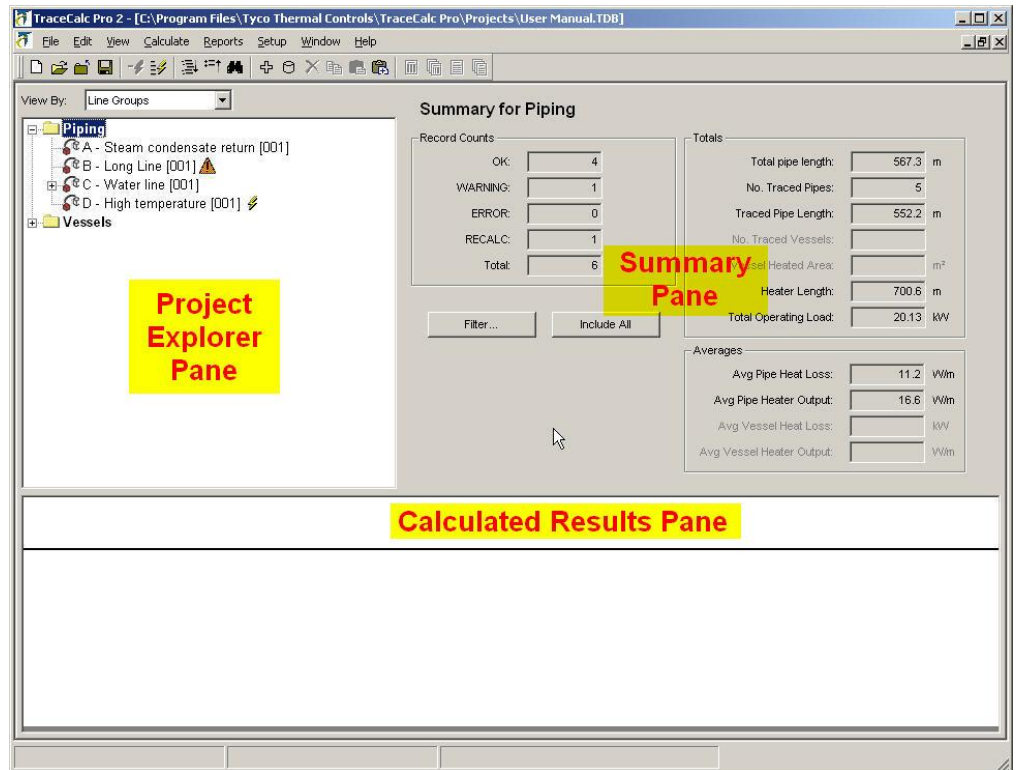 TraceCalc Pro 2 - [C:\Program Files\Tyco Thermal Controls\TraceCalc Pro\Projects\User Manual.TDB]
File Edit View Calculate Reports Setup Window Help
View By: Line Groups
Piping
A - Steam condensate return [001]
B - Long Line [001]
C - Water line [001]
D - High temperature [001]
Vessels
Project
Explorer
Pane
Summary for Piping
Record Counts
OK: 4
WARNING: 1
ERROR: 0
RECALC: 1
Total: 6
Filter... Include All
Summary
Pane
Totals
Total pipe length: 567.3 m
No. Traced Pipes: 5
Traced Pipe Length: 552.2 m
No. Traced Vessels:
Vessel Heated Area: m²
Heater Length: 700.6 m
Total Operating Load: 20.13 kW
Averages
Avg Pipe Heat Loss: 11.2 W/m
Avg Pipe Heater Output: 16.6 W/m
Avg Vessel Heat Loss: kW
Avg Vessel Heater Output: W/m
Calculated Results Pane